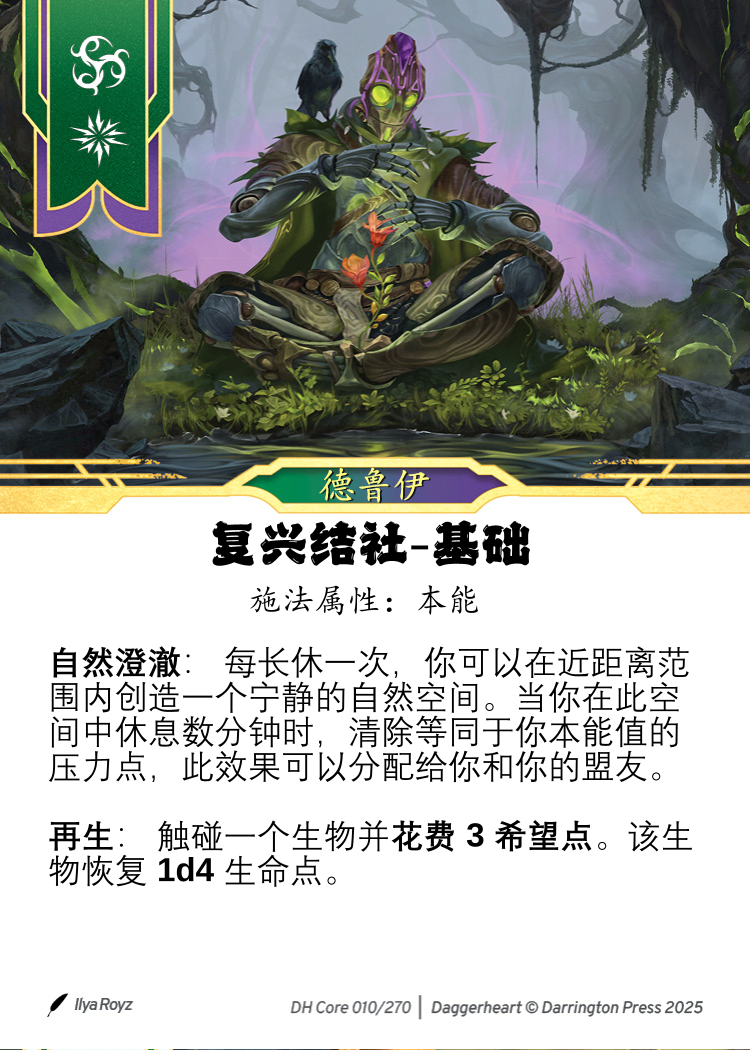 德鲁伊
复兴结社-基础
施法属性：本能
自然澄澈： 每长休一次，你可以在近距离范
围内创造一个宁静的自然空间。当你在此空
间中休息数分钟时，清除等同于你本能值的
压力点，此效果可以分配给你和你的盟友。
再生： 触碰一个生物并花费 3 希望点。该生
物恢复 1d4 生命点。
Ilya Royz
DH Core 010/270 | Daggerheart © Darrington Press 2025